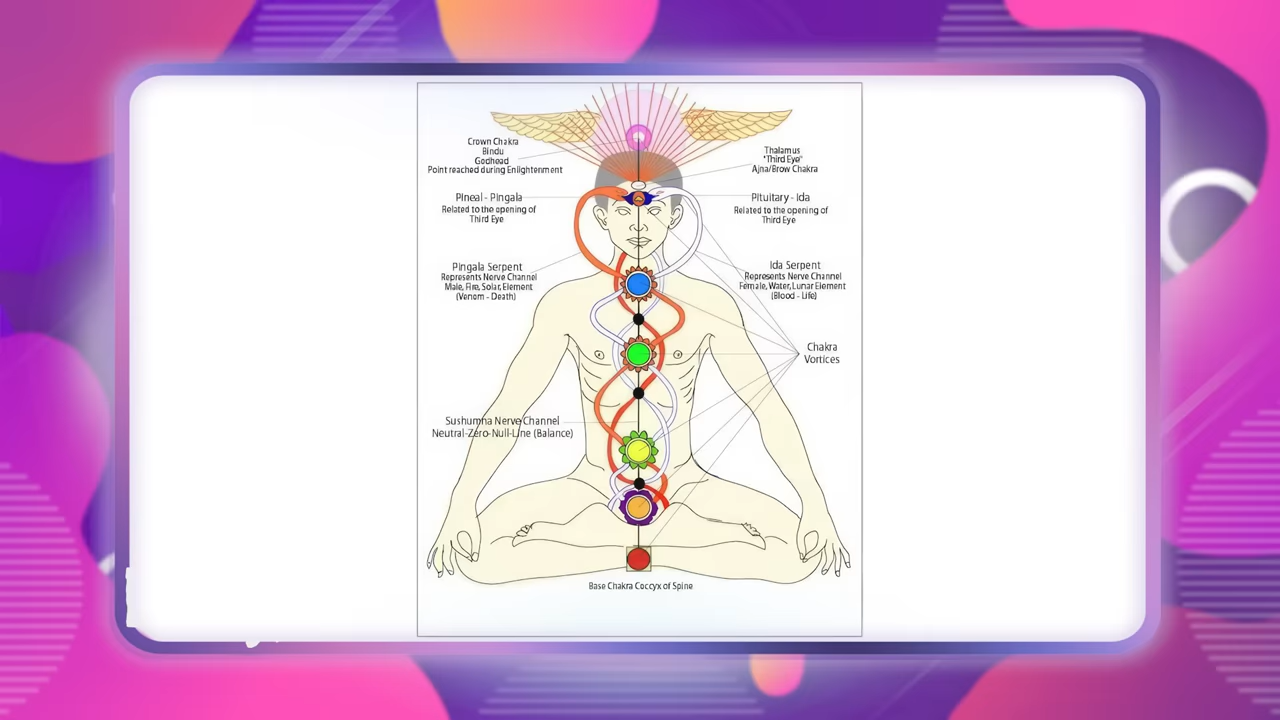 Crown Chakra
Bindu
Godhead
Point reached during Enlightenment
Thalamus
"Third Eye"
Ajna/Brow Chakra
Pineal - Pingala
Related to the opening of
Third Eye
Pituitary - Ida
Related to the opening of
Third Eye
Pingala Serpent
Represents Nerve Channel
Male, Fire, Solar, Element
(Venom - Death)
Ida Serpent
Represents Nerve Channel
Female, Water, Lunar Element
(Blood - Life)
Chakra
Vortices
Sushumna Nerve Channel
Neutral-Zero-Null-Line (Balance)
Base Chakra Coccyx of Spine